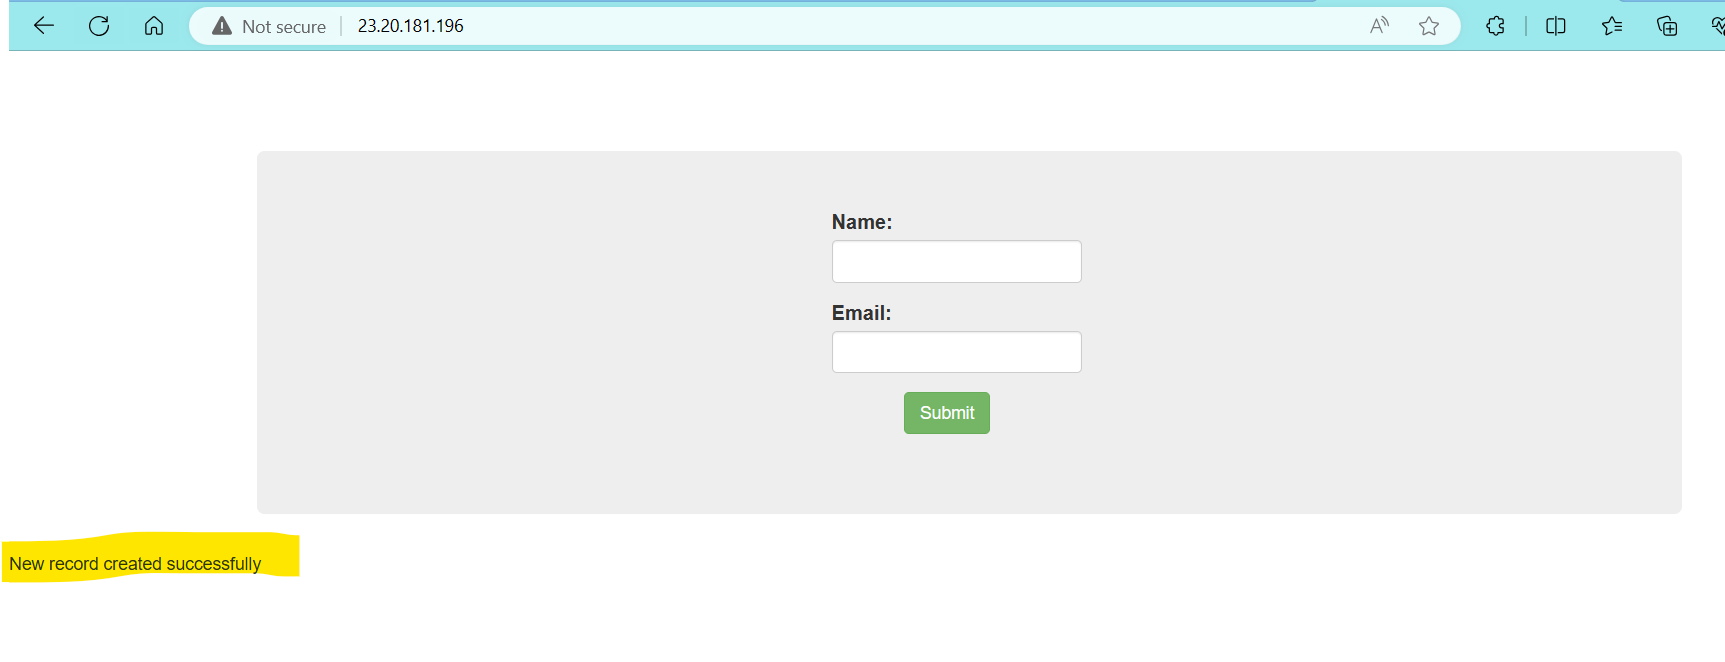 Not secure 23.20.181.196
Name:
Email:
Submit
New record created successfully